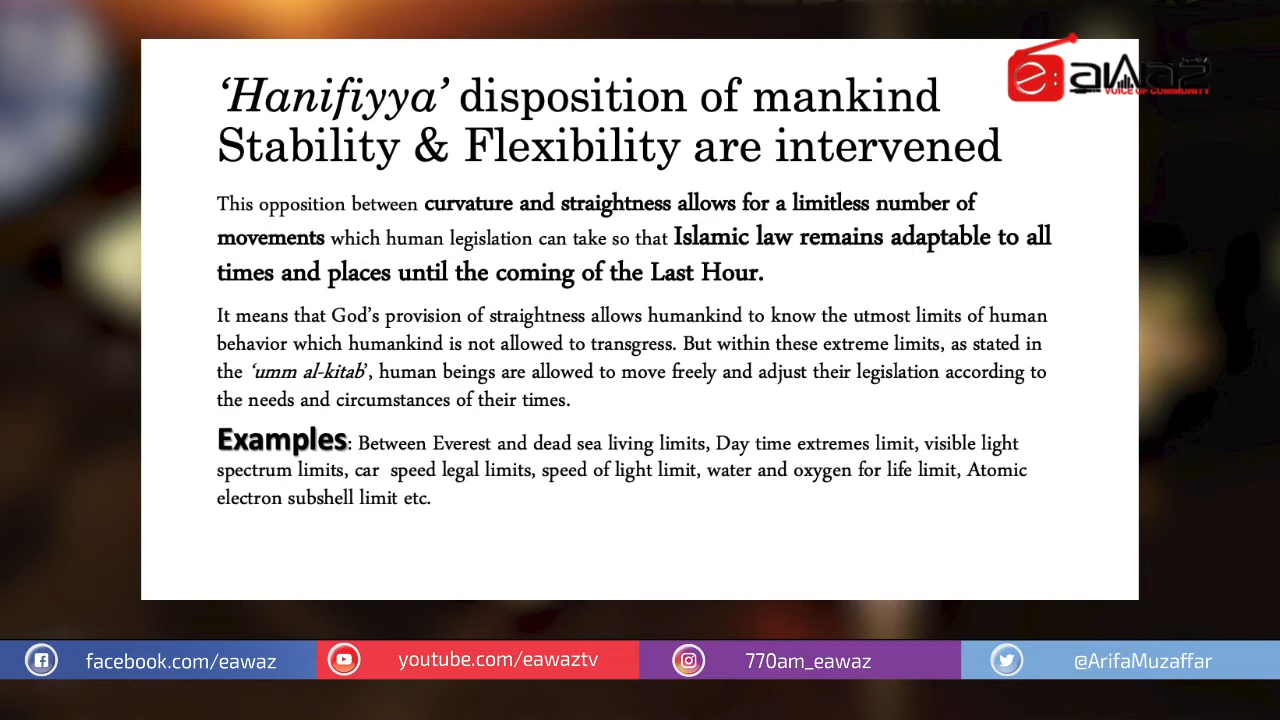 ‘Hanifiyya’ disposition of mankind
Stability & Flexibility are intervened
e:awaz
VOICE OF COMMUNITY
This opposition between curvature and straightness allows for a limitless number of
movements which human legislation can take so that Islamic law remains adaptable to all
times and places until the coming of the Last Hour.
It means that God’s provision of straightness allows humankind to know the utmost limits of human
behavior which humankind is not allowed to transgress. But within these extreme limits, as stated in
the ‘umm al-kitab’, human beings are allowed to move freely and adjust their legislation according to
the needs and circumstances of their times.
Examples: Between Everest and dead sea living limits, Day time extremes limit, visible light
spectrum limits, car speed legal limits, speed of light limit, water and oxygen for life limit, Atomic
electron subshell limit etc.
facebook.com/eawaz
youtube.com/eawaztv
770am_eawaz
@ArifaMuzaffar